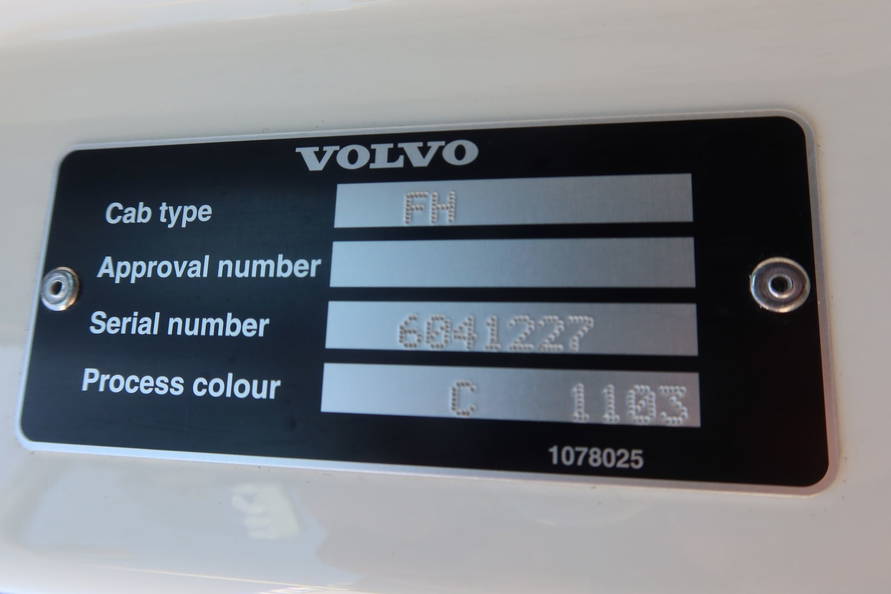 VOLVO
Cab type FH
Approval number
Serial number 6041227
Process colour C 1103
1078025